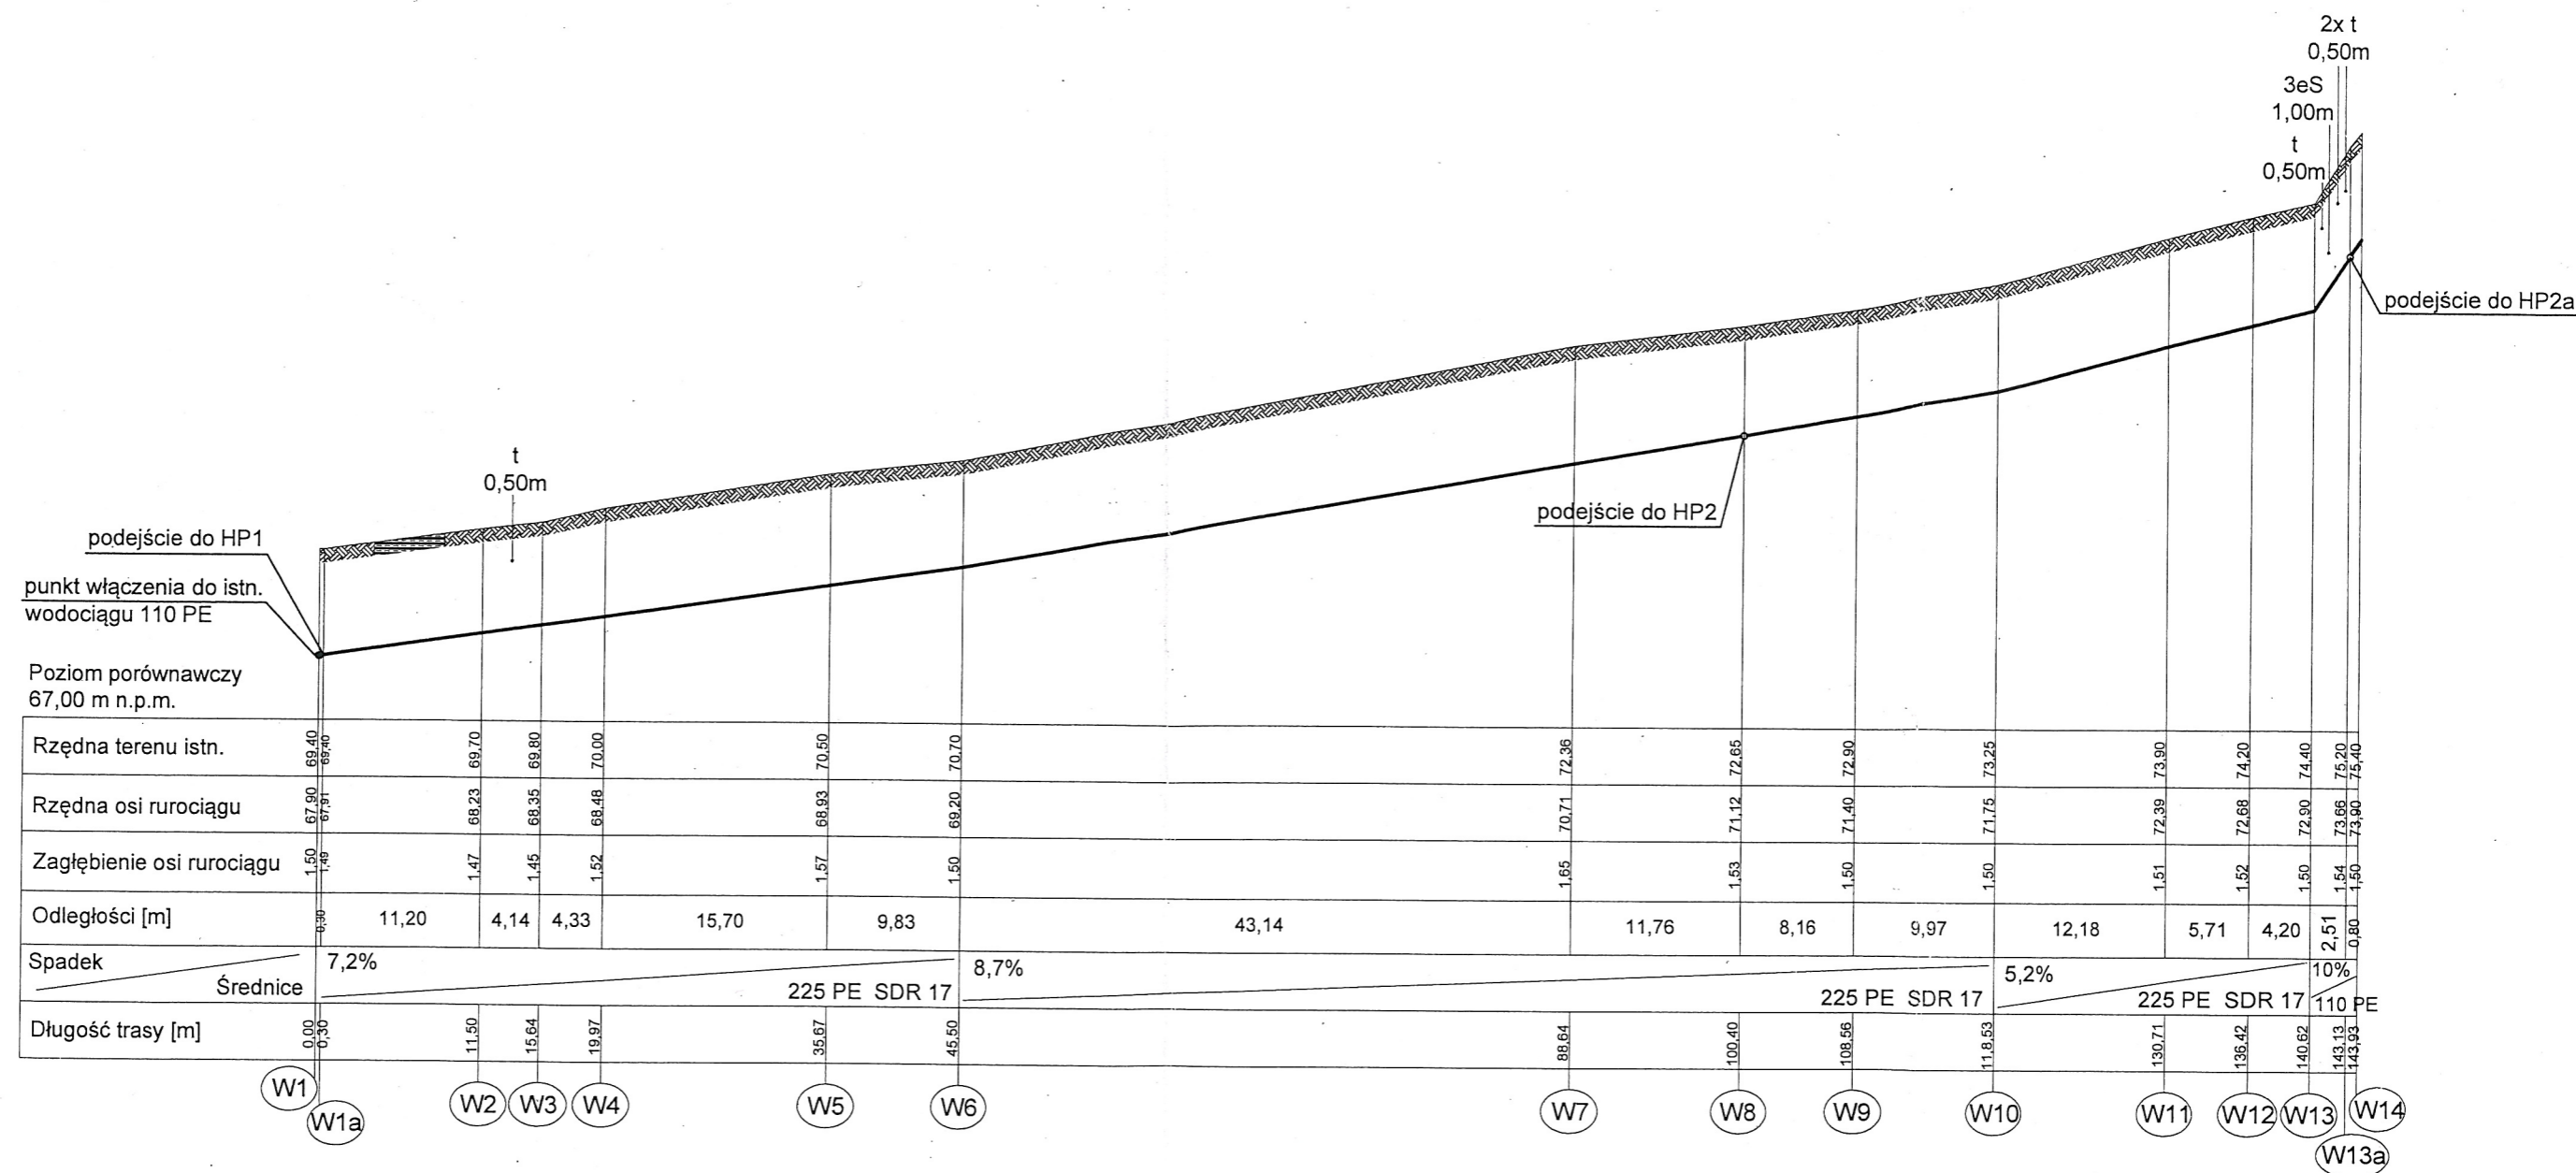 2x t
0,50m
3eS
1,00m
t
0,50m
podejście do HP2a
t
0,50m
podejście do HP2
podejście do HP1
punkt włączenia do istn.
wodociągu 110 PE
Poziom porównawczy
67,00 m n.p.m.
Rzędna terenu istn. 69,40 69,40 69,70 69,80 70,00 70,50 70,70 72,36 72,65 72,90 73,25 73,90 74,20 74,40 75,20 75,40
Rzędna osi rurociągu 67,90 67,91 68,23 68,35 68,48 68,93 69,20 70,71 71,12 71,40 71,75 72,39 72,68 72,90 73,66 73,90
Zagłębienie osi rurociągu 1,50 1,49 1,47 1,45 1,52 1,57 1,50 1,65 1,53 1,50 1,50 1,51 1,52 1,50 1,54 1,50
Odległości [m] 0,30 11,20 4,14 4,33 15,70 9,83 43,14 11,76 8,16 9,97 12,18 5,71 4,20 2,51 0,80
Spadek 7,2% 8,7% 5,2% 10%
Średnice 225 PE SDR 17 225 PE SDR 17 225 PE SDR 17 110 PE
Długość trasy [m] 0,00 0,30 11,50 15,64 19,97 35,67 45,50 88,64 100,40 108,56 118,53 130,71 136,42 140,62 143,13 143,93
W1 W2 W3 W4 W5 W6 W7 W8 W9 W10 W11 W12 W13 W14
W1a W13a